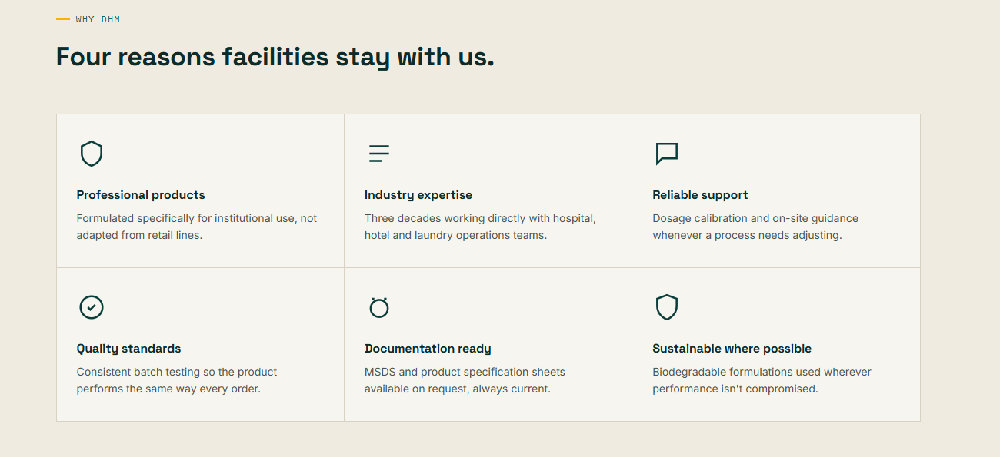 WHY DHM
Four reasons facilities stay with us.
Professional products
Formulated specifically for institutional use, not
adapted from retail lines.
Industry expertise
Three decades working directly with hospital,
hotel and laundry operations teams.
Reliable support
Dosage calibration and on-site guidance
whenever a process needs adjusting.
Quality standards
Consistent batch testing so the product
performs the same way every order.
Documentation ready
MSDS and product specification sheets
available on request, always current.
Sustainable where possible
Biodegradable formulations used wherever
performance isn't compromised.